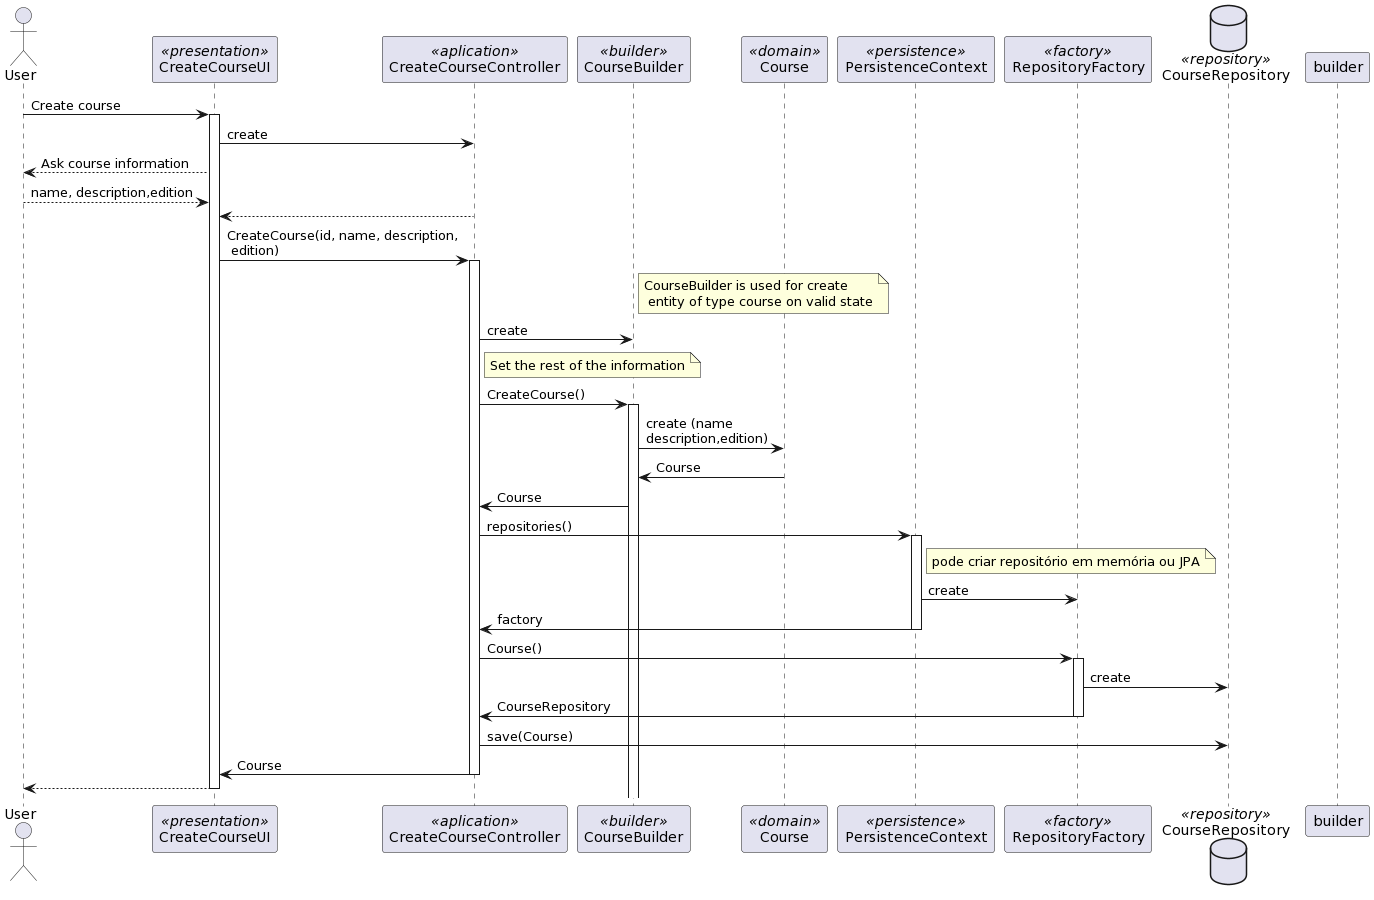 User
«presentation»
CreateCourseUI
«aplication»
CreateCourseController
«builder»
CourseBuilder
«domain»
Course
«persistence»
PersistenceContext
«factory»
RepositoryFactory
«repository»
CourseRepository
builder
Create course
create
Ask course information
name, description,edition
CreateCourse(id, name, description,
edition)
CourseBuilder is used for create
entity of type course on valid state
create
Set the rest of the information
CreateCourse()
create (name
description,edition)
Course
Course
repositories()
pode criar repositório em memória ou JPA
create
factory
Course()
create
CourseRepository
save(Course)
Course
User
«presentation»
CreateCourseUI
«aplication»
CreateCourseController
«builder»
CourseBuilder
«domain»
Course
«persistence»
PersistenceContext
«factory»
RepositoryFactory
«repository»
CourseRepository
builder